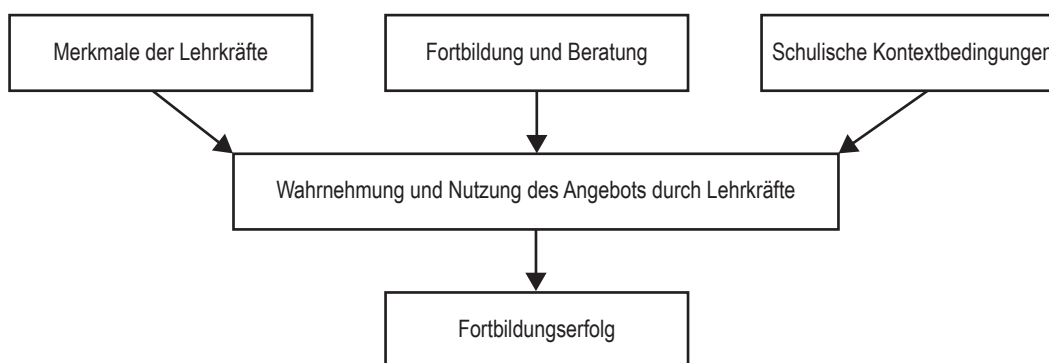 Merkmale der Lehrkräfte
Fortbildung und Beratung
Schulische Kontextbedingungen
Wahrnehmung und Nutzung des Angebots durch Lehrkräfte
Fortbildungserfolg